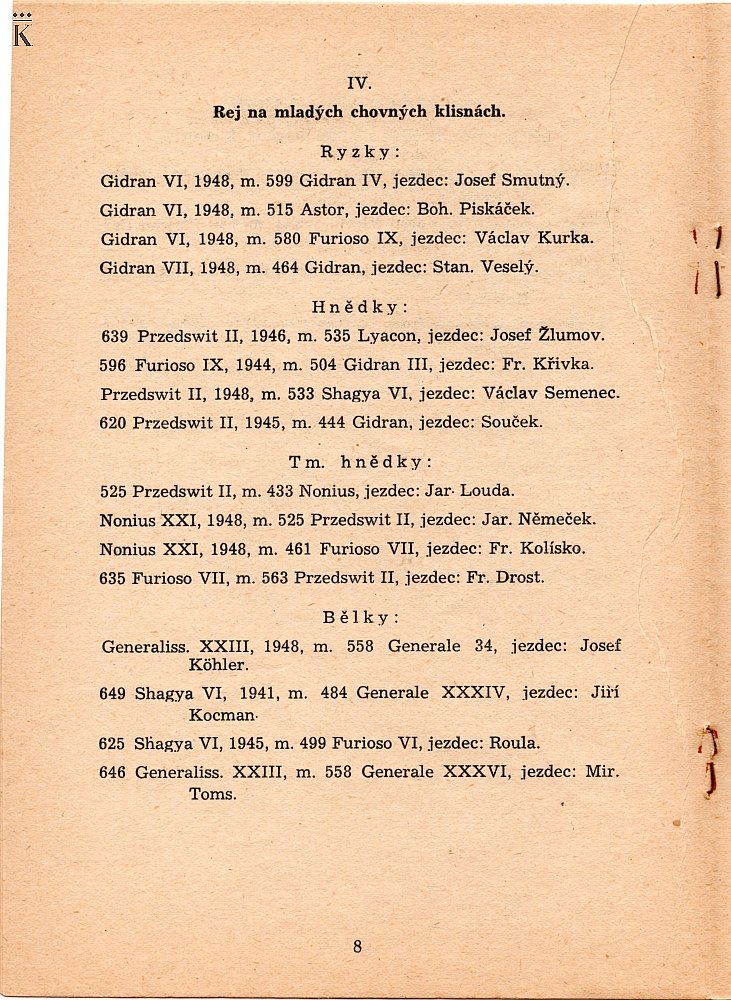 K
IV.
Rej na mladých chovných klisnách.
Ryzky:
Gidran VI, 1948, m. 599 Gidran IV, jezdec: Josef Smutný.
Gidran VI, 1948, m. 515 Astor, jezdec: Boh. Piskáček.
Gidran VI, 1948, m. 580 Furioso IX, jezdec: Václav Kurka.
Gidran VII, 1948, m. 464 Gidran, jezdec: Stan. Veselý.
Hnědky:
639 Przedswit II, 1946, m. 535 Lyacon, jezdec: Josef Žlumov.
596 Furioso IX, 1944, m. 504 Gidran III, jezdec: Fr. Křivka.
Przedswit II, 1948, m. 533 Shagya VI, jezdec: Václav Semenec.
620 Przedswit II, 1945, m. 444 Gidran, jezdec: Souček.
Tm. hnědky:
525 Przedswit II, m. 433 Nonius, jezdec: Jar. Louda.
Nonius XXI, 1948, m. 525 Przedswit II, jezdec: Jar. Němeček.
Nonius XXI, 1948, m. 461 Furioso VII, jezdec: Fr. Kolísko.
635 Furioso VII, m. 563 Przedswit II, jezdec: Fr. Drost.
Bělky:
Generaliss. XXIII, 1948, m. 558 Generale 34, jezdec: Josef
Köhler.
649 Shagya VI, 1941, m. 484 Generale XXXIV, jezdec: Jiří
Kocman.
625 Shagya VI, 1945, m. 499 Furioso VI, jezdec: Roula.
646 Generaliss. XXIII, m. 558 Generale XXXVI, jezdec: Mir.
Toms.
8